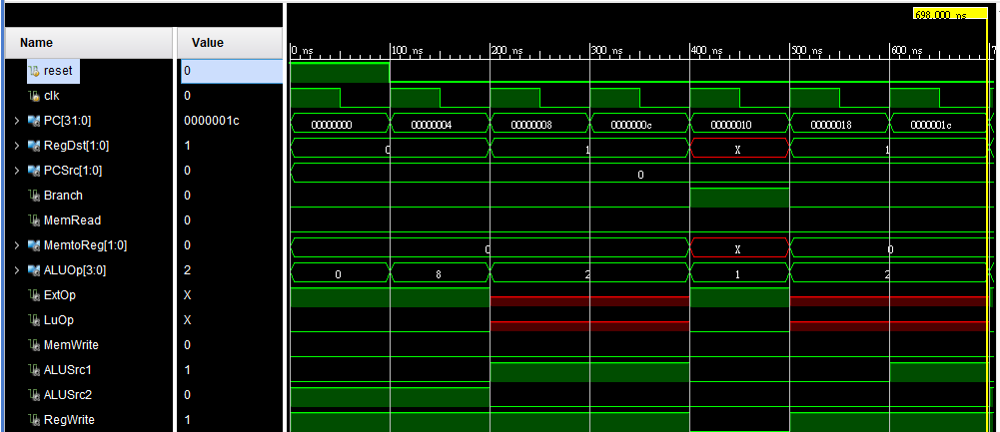 698.000 ns
Name Value
0 ns 100 ns 200 ns 300 ns 400 ns 500 ns 600 ns 7
reset 0
clk 0
PC[31:0] 0000001c 00000000 00000004 00000008 0000000c 00000010 00000018 0000001c
RegDst[1:0] 1 0 1 X 1
PCSrc[1:0] 0 0
Branch 0
MemRead 0
MemtoReg[1:0] 0 0 X 0
ALUOp[3:0] 2 0 8 2 1 2
ExtOp X
LuOp X
MemWrite 0
ALUSrc1 1
ALUSrc2 0
RegWrite 1